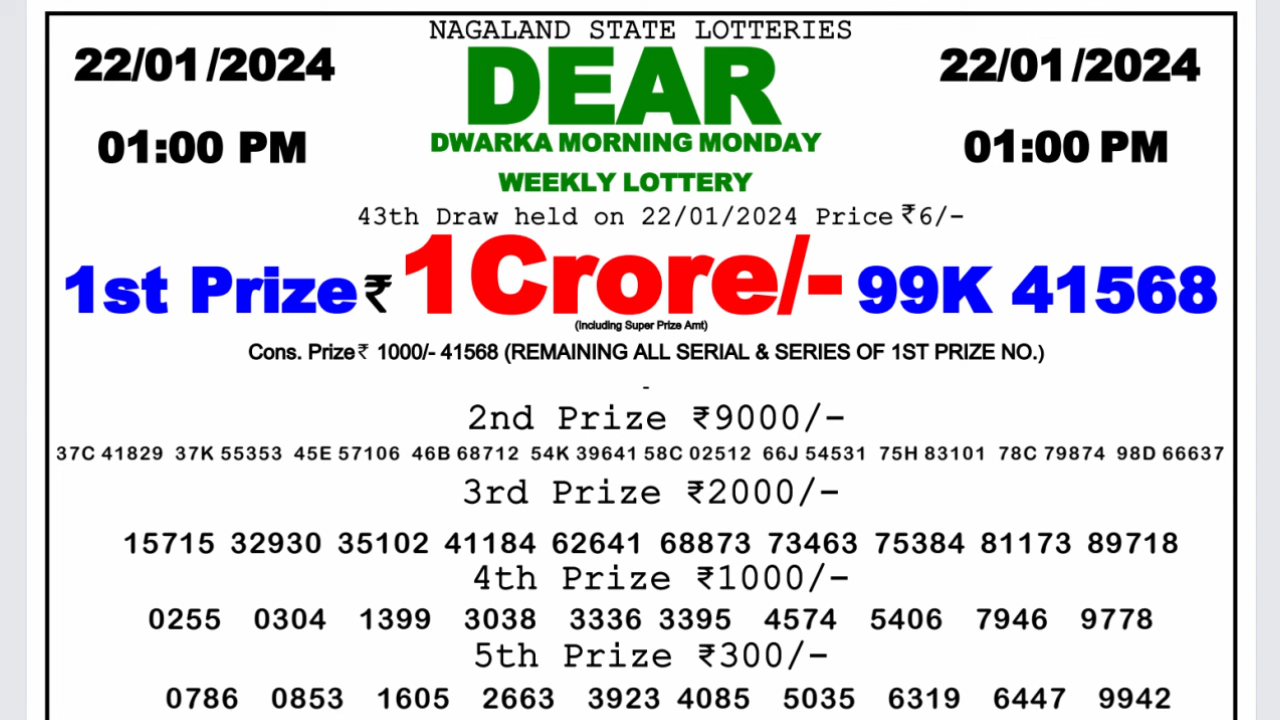 NAGALAND STATE LOTTERIES
22/01/2024 DEAR 22/01/2024
01:00 PM DWARKA MORNING MONDAY 01:00 PM
WEEKLY LOTTERY
43th Draw held on 22/01/2024 Price ₹6/-
1st Prize ₹ 1Crore/- 99K 41568
(Including Super Prize Amt)
Cons. Prize ₹ 1000/- 41568 (REMAINING ALL SERIAL & SERIES OF 1ST PRIZE NO.)
-
2nd Prize ₹9000/-
37C 41829 37K 55353 45E 57106 46B 68712 54K 39641 58C 02512 66J 54531 75H 83101 78C 79874 98D 66637
3rd Prize ₹2000/-
15715 32930 35102 41184 62641 68873 73463 75384 81173 89718
4th Prize ₹1000/-
0255 0304 1399 3038 3336 3395 4574 5406 7946 9778
5th Prize ₹300/-
0786 0853 1605 2663 3923 4085 5035 6319 6447 9942